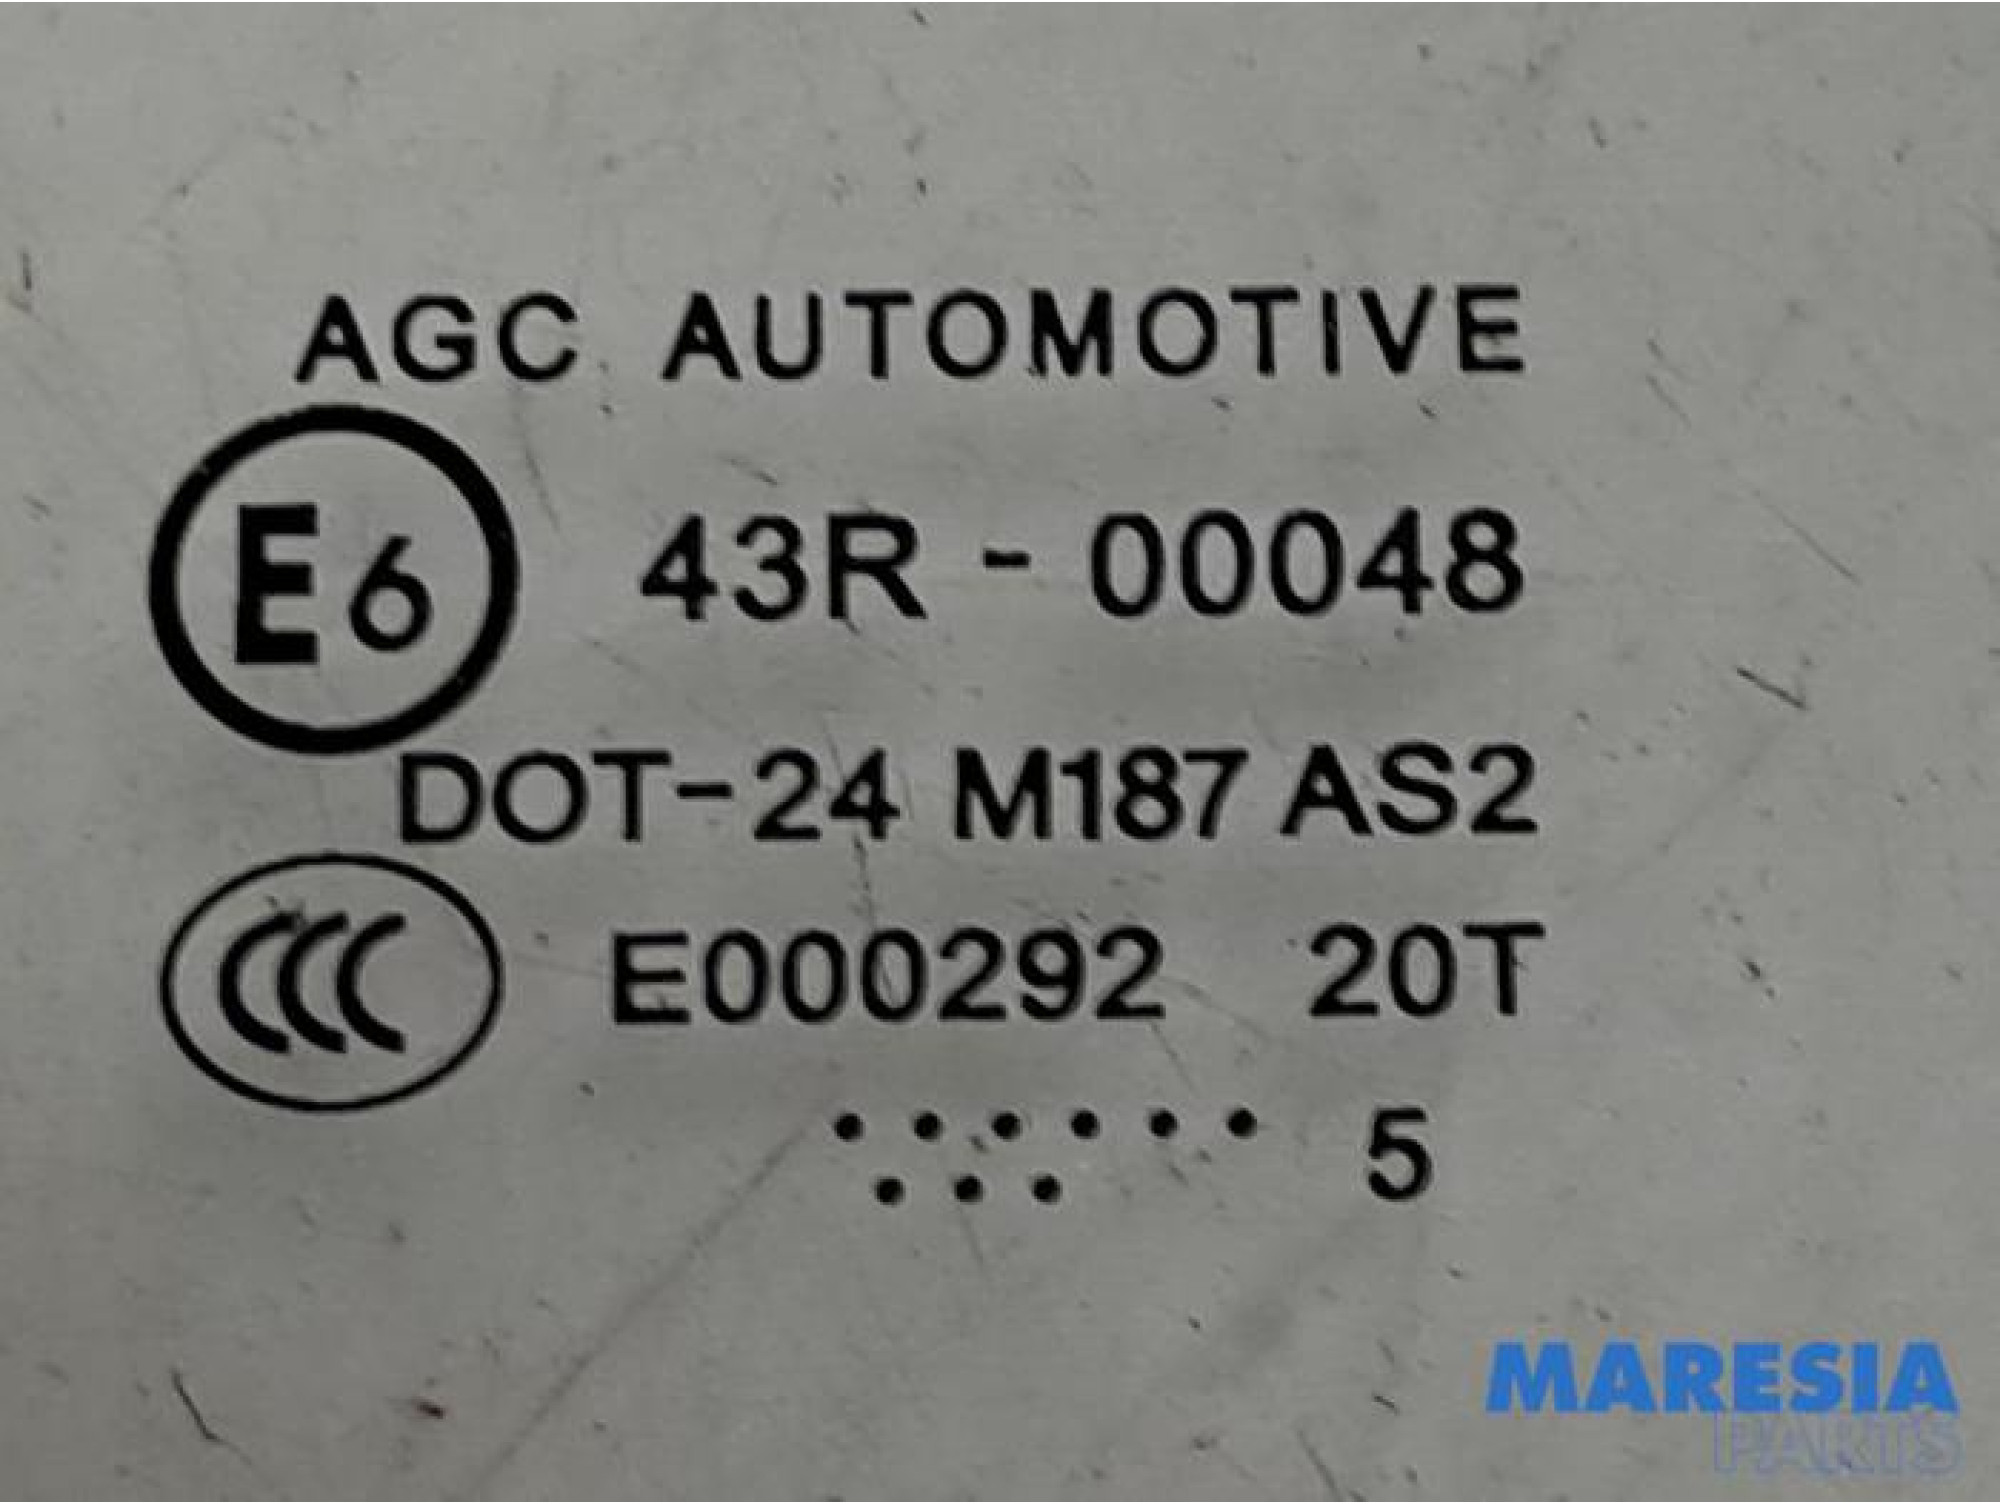 AGC AUTOMOTIVE
E6 43R - 00048
DOT-24 M187 AS2
CCC E000292 20T
5
MARESIA
PARTS